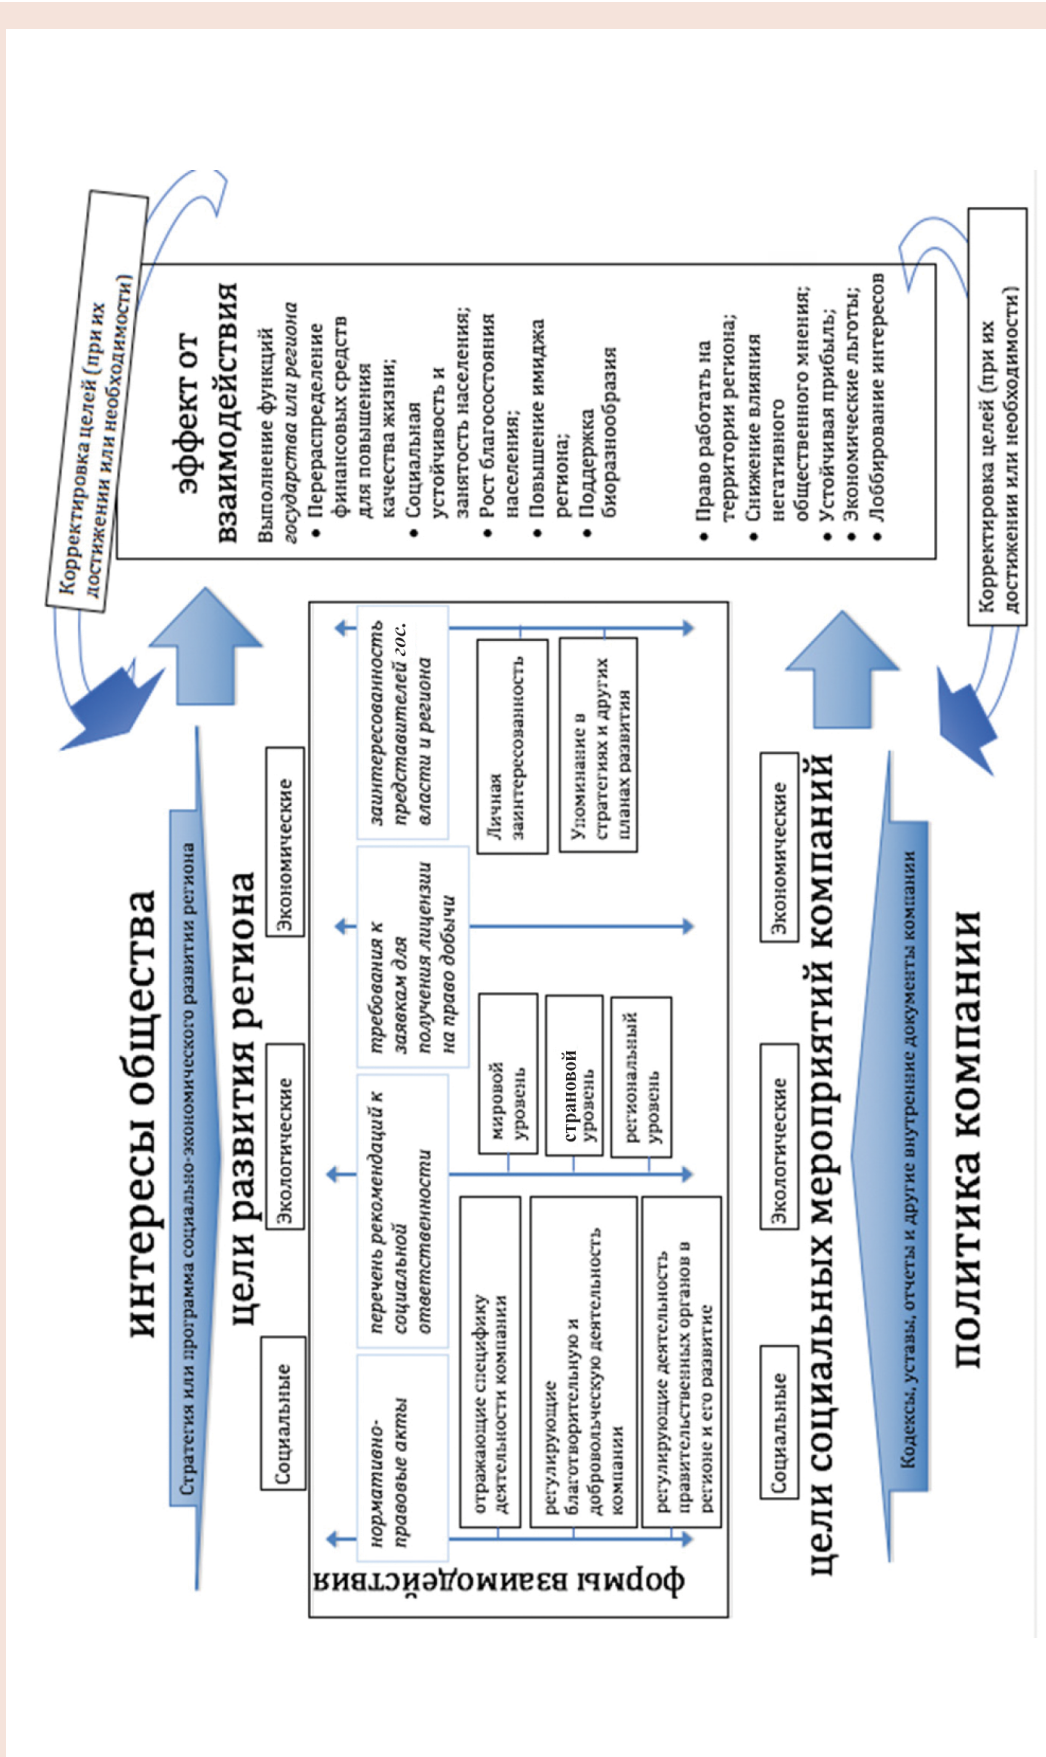 интересы общества
Стратегия или программа социально-экономического развития региона
цели развития региона
Социальные
Экологические
Экономические
формы взаимодействия
нормативно-
правовые акты
отражающие специфику
деятельности компании
регулирующие
благотворительную и
добровольческую деятельность
компании
регулирующие деятельность
правительственных органов в
регионе и его развитие
перечень рекомендаций к
социальной
ответственности
мировой
уровень
страновой
уровень
региональный
уровень
требования к
заявкам для
получения лицензии
на право добычи
заинтересованность
представителей гос.
власти и региона
Личная
заинтересованность
Упоминание в
стратегиях и других
планах развития
Социальные
Экологические
Экономические
цели социальных мероприятий компаний
Кодексы, уставы, отчеты и другие внутренние документы компании
политика компании
Корректировка целей (при их
достижении или необходимости)
эффект от
взаимодействия
Выполнение функций
государства или региона
• Перераспределение
финансовых средств
для повышения
качества жизни;
• Социальная
устойчивость и
занятость населения;
• Рост благосостояния
населения;
• Повышение имиджа
региона;
• Поддержка
биоразнообразия
• Право работать на
территории региона;
• Снижение влияния
негативного
общественного мнения;
• Устойчивая прибыль;
• Экономические льготы;
• Лоббирование интересов
Корректировка целей (при их
достижении или необходимости)